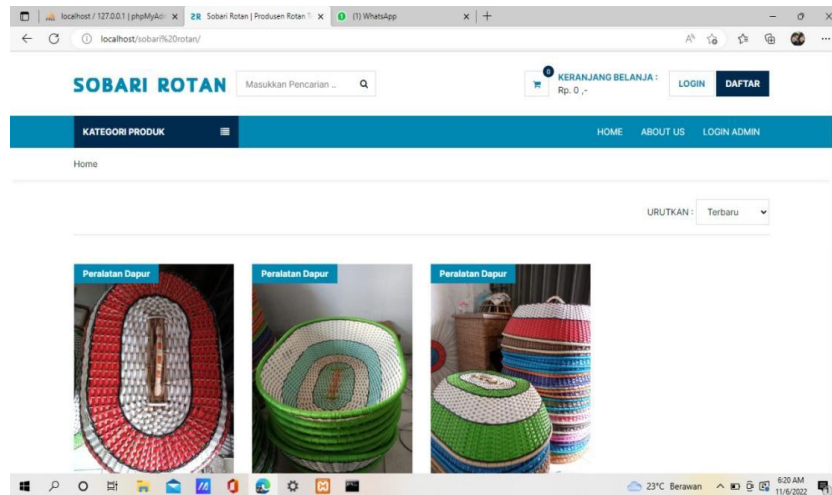 localhost / 127.0.0.1 | phpMyAdr
Sobari Rotan | Produsen Rotan T
(1) WhatsApp
localhost/sobari%20rotan/
SOBARI ROTAN
Masukkan Pencarian ..
0
KERANJANG BELANJA :
Rp. 0 ,-
LOGIN
DAFTAR
KATEGORI PRODUK
HOME ABOUT US LOGIN ADMIN
Home
URUTKAN : Terbaru
Peralatan Dapur
Peralatan Dapur
Peralatan Dapur
23°C Berawan
6:20 AM
11/6/2022